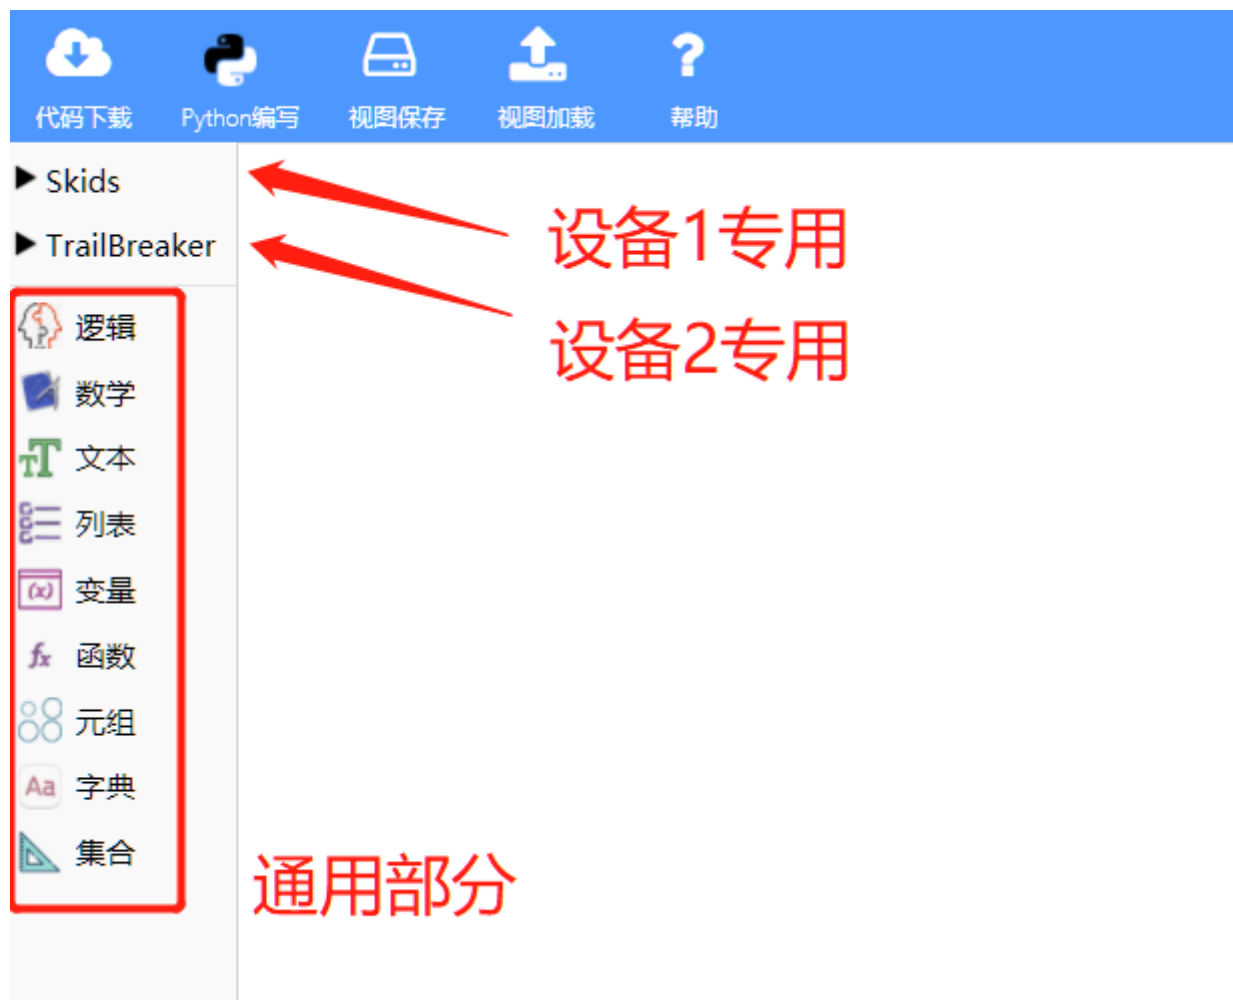 代码下载 Python编写 视图保存 视图加载 帮助
Skids
TrailBreaker
设备1专用
设备2专用
逻辑
数学
文本
列表
变量
函数
元组
字典
集合
通用部分